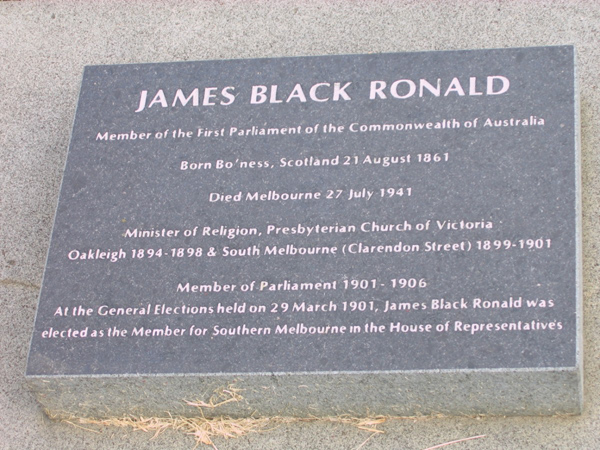 JAMES BLACK RONALD
Member of the First Parliament of the Commonwealth of Australia
Born Bo'ness, Scotland 21 August 1861
Died Melbourne 27 July 1941
Minister of Religion, Presbyterian Church of Victoria
Oakleigh 1894-1898 & South Melbourne (Clarendon Street) 1899-1901
Member of Parliament 1901 - 1906
At the General Elections held on 29 March 1901, James Black Ronald was
elected as the Member for Southern Melbourne in the House of Representatives